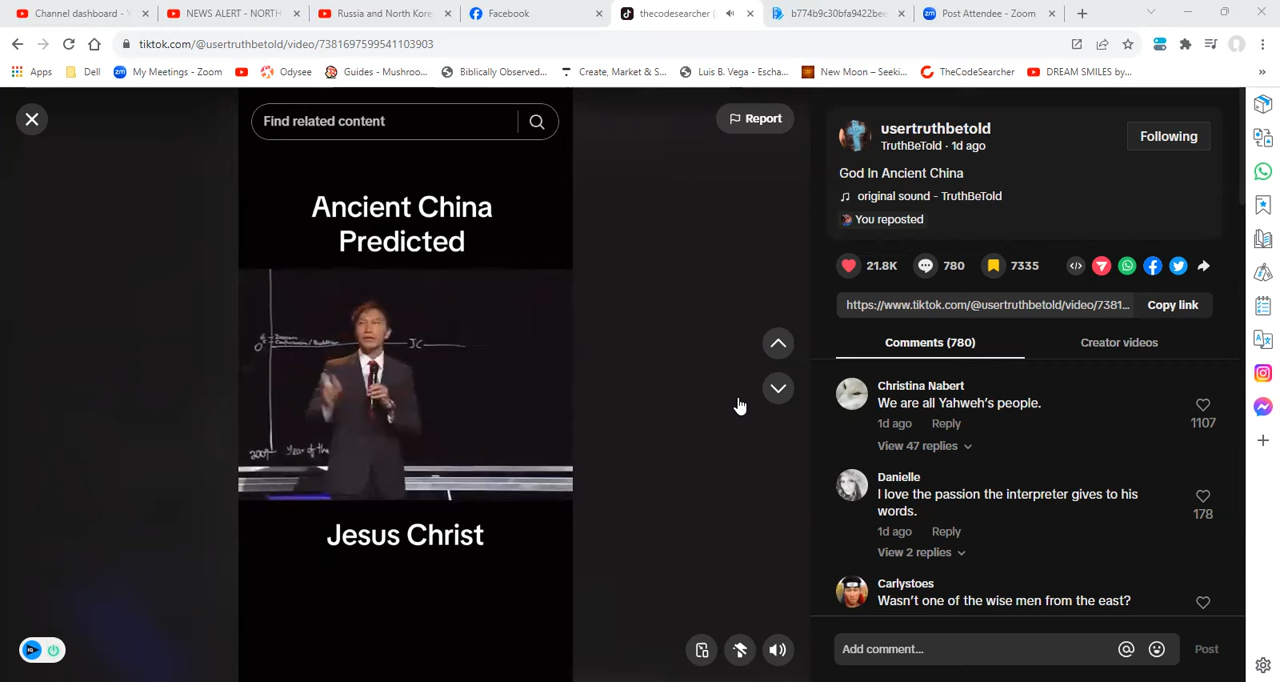 Channel dashboard - Y
NEWS ALERT - NORTH
Russia and North Kore
Facebook
thecodesearcher (
b774b9c30bfa9422bee
Post Attendee - Zoom
tiktok.com/@usertruthbetold/video/7381697599541103903
Apps
Dell
My Meetings - Zoom
Odysee
Guides - Mushroo...
Biblically Observed...
Create, Market & S...
Luis B. Vega - Escha...
New Moon – Seeki...
TheCodeSearcher
DREAM SMILES by...
Find related content
Report
Ancient China
Predicted
JC
200
Year of the
Jesus Christ
usertruthbetold
TruthBeTold · 1d ago
Following
God In Ancient China
original sound - TruthBeTold
You reposted
21.8K
780
7335
https://www.tiktok.com/@usertruthbetold/video/7381...
Copy link
Comments (780)
Creator videos
Christina Nabert
We are all Yahweh's people.
1107
1d ago
Reply
View 47 replies
Danielle
I love the passion the interpreter gives to his
words.
178
1d ago
Reply
View 2 replies
Carlystoes
Wasn't one of the wise men from the east?
Add comment...
Post